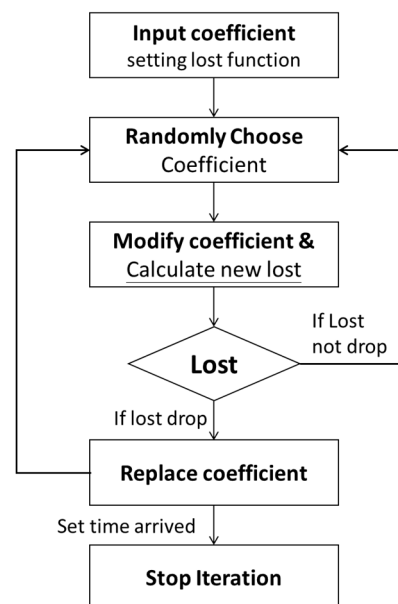 Input coefficient
setting lost function
Randomly Choose
Coefficient
Modify coefficient &
Calculate new lost
If Lost
not drop
Lost
If lost drop
Replace coefficient
Set time arrived
Stop Iteration